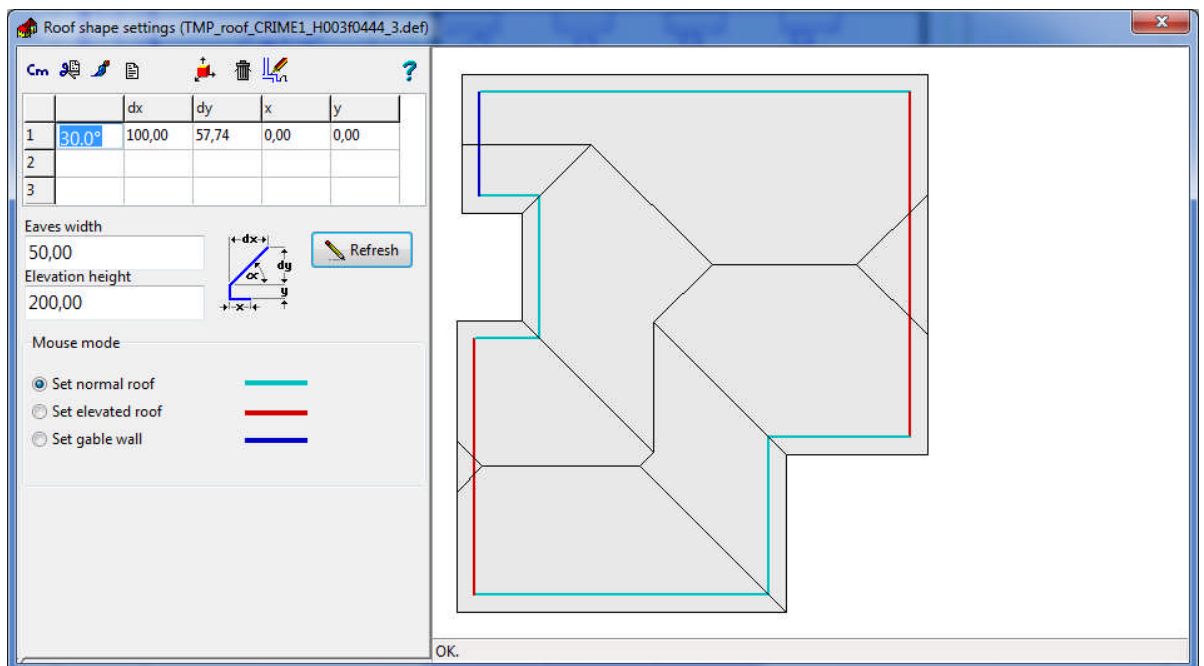 Roof shape settings (TMP_roof_CRIME1_H003f0444_3.def)
x
Cm ?
dx dy x y
1 30.0° 100,00 57,74 0,00 0,00
2
3
Eaves width
50,00
Elevation height
200,00
dx
dy
α
y
x
Refresh
Mouse mode
Set normal roof
Set elevated roof
Set gable wall
OK.